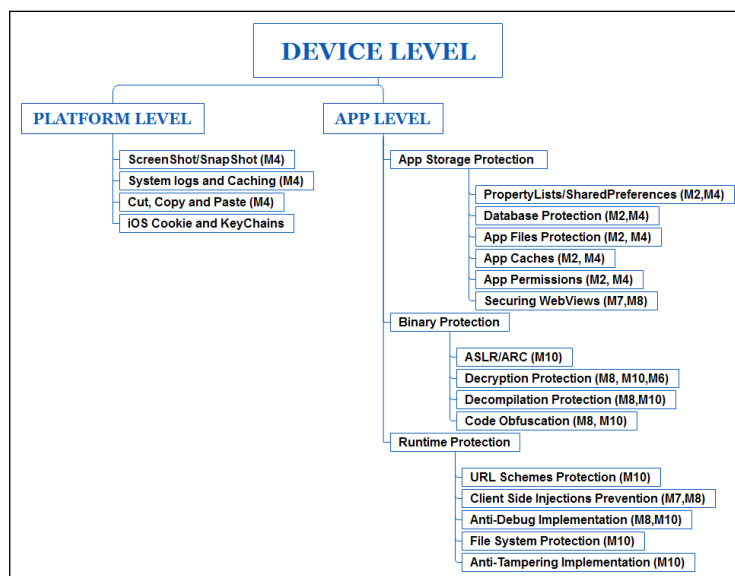 DEVICE LEVEL
PLATFORM LEVEL
ScreenShot/SnapShot (M4)
System logs and Caching (M4)
Cut, Copy and Paste (M4)
iOS Cookie and KeyChains
APP LEVEL
App Storage Protection
PropertyLists/SharedPreferences (M2,M4)
Database Protection (M2,M4)
App Files Protection (M2, M4)
App Caches (M2, M4)
App Permissions (M2, M4)
Securing WebViews (M7,M8)
Binary Protection
ASLR/ARC (M10)
Decryption Protection (M8, M10,M6)
Decompilation Protection (M8,M10)
Code Obfuscation (M8, M10)
Runtime Protection
URL Schemes Protection (M10)
Client Side Injections Prevention (M7,M8)
Anti-Debug Implementation (M8,M10)
File System Protection (M10)
Anti-Tampering Implementation (M10)